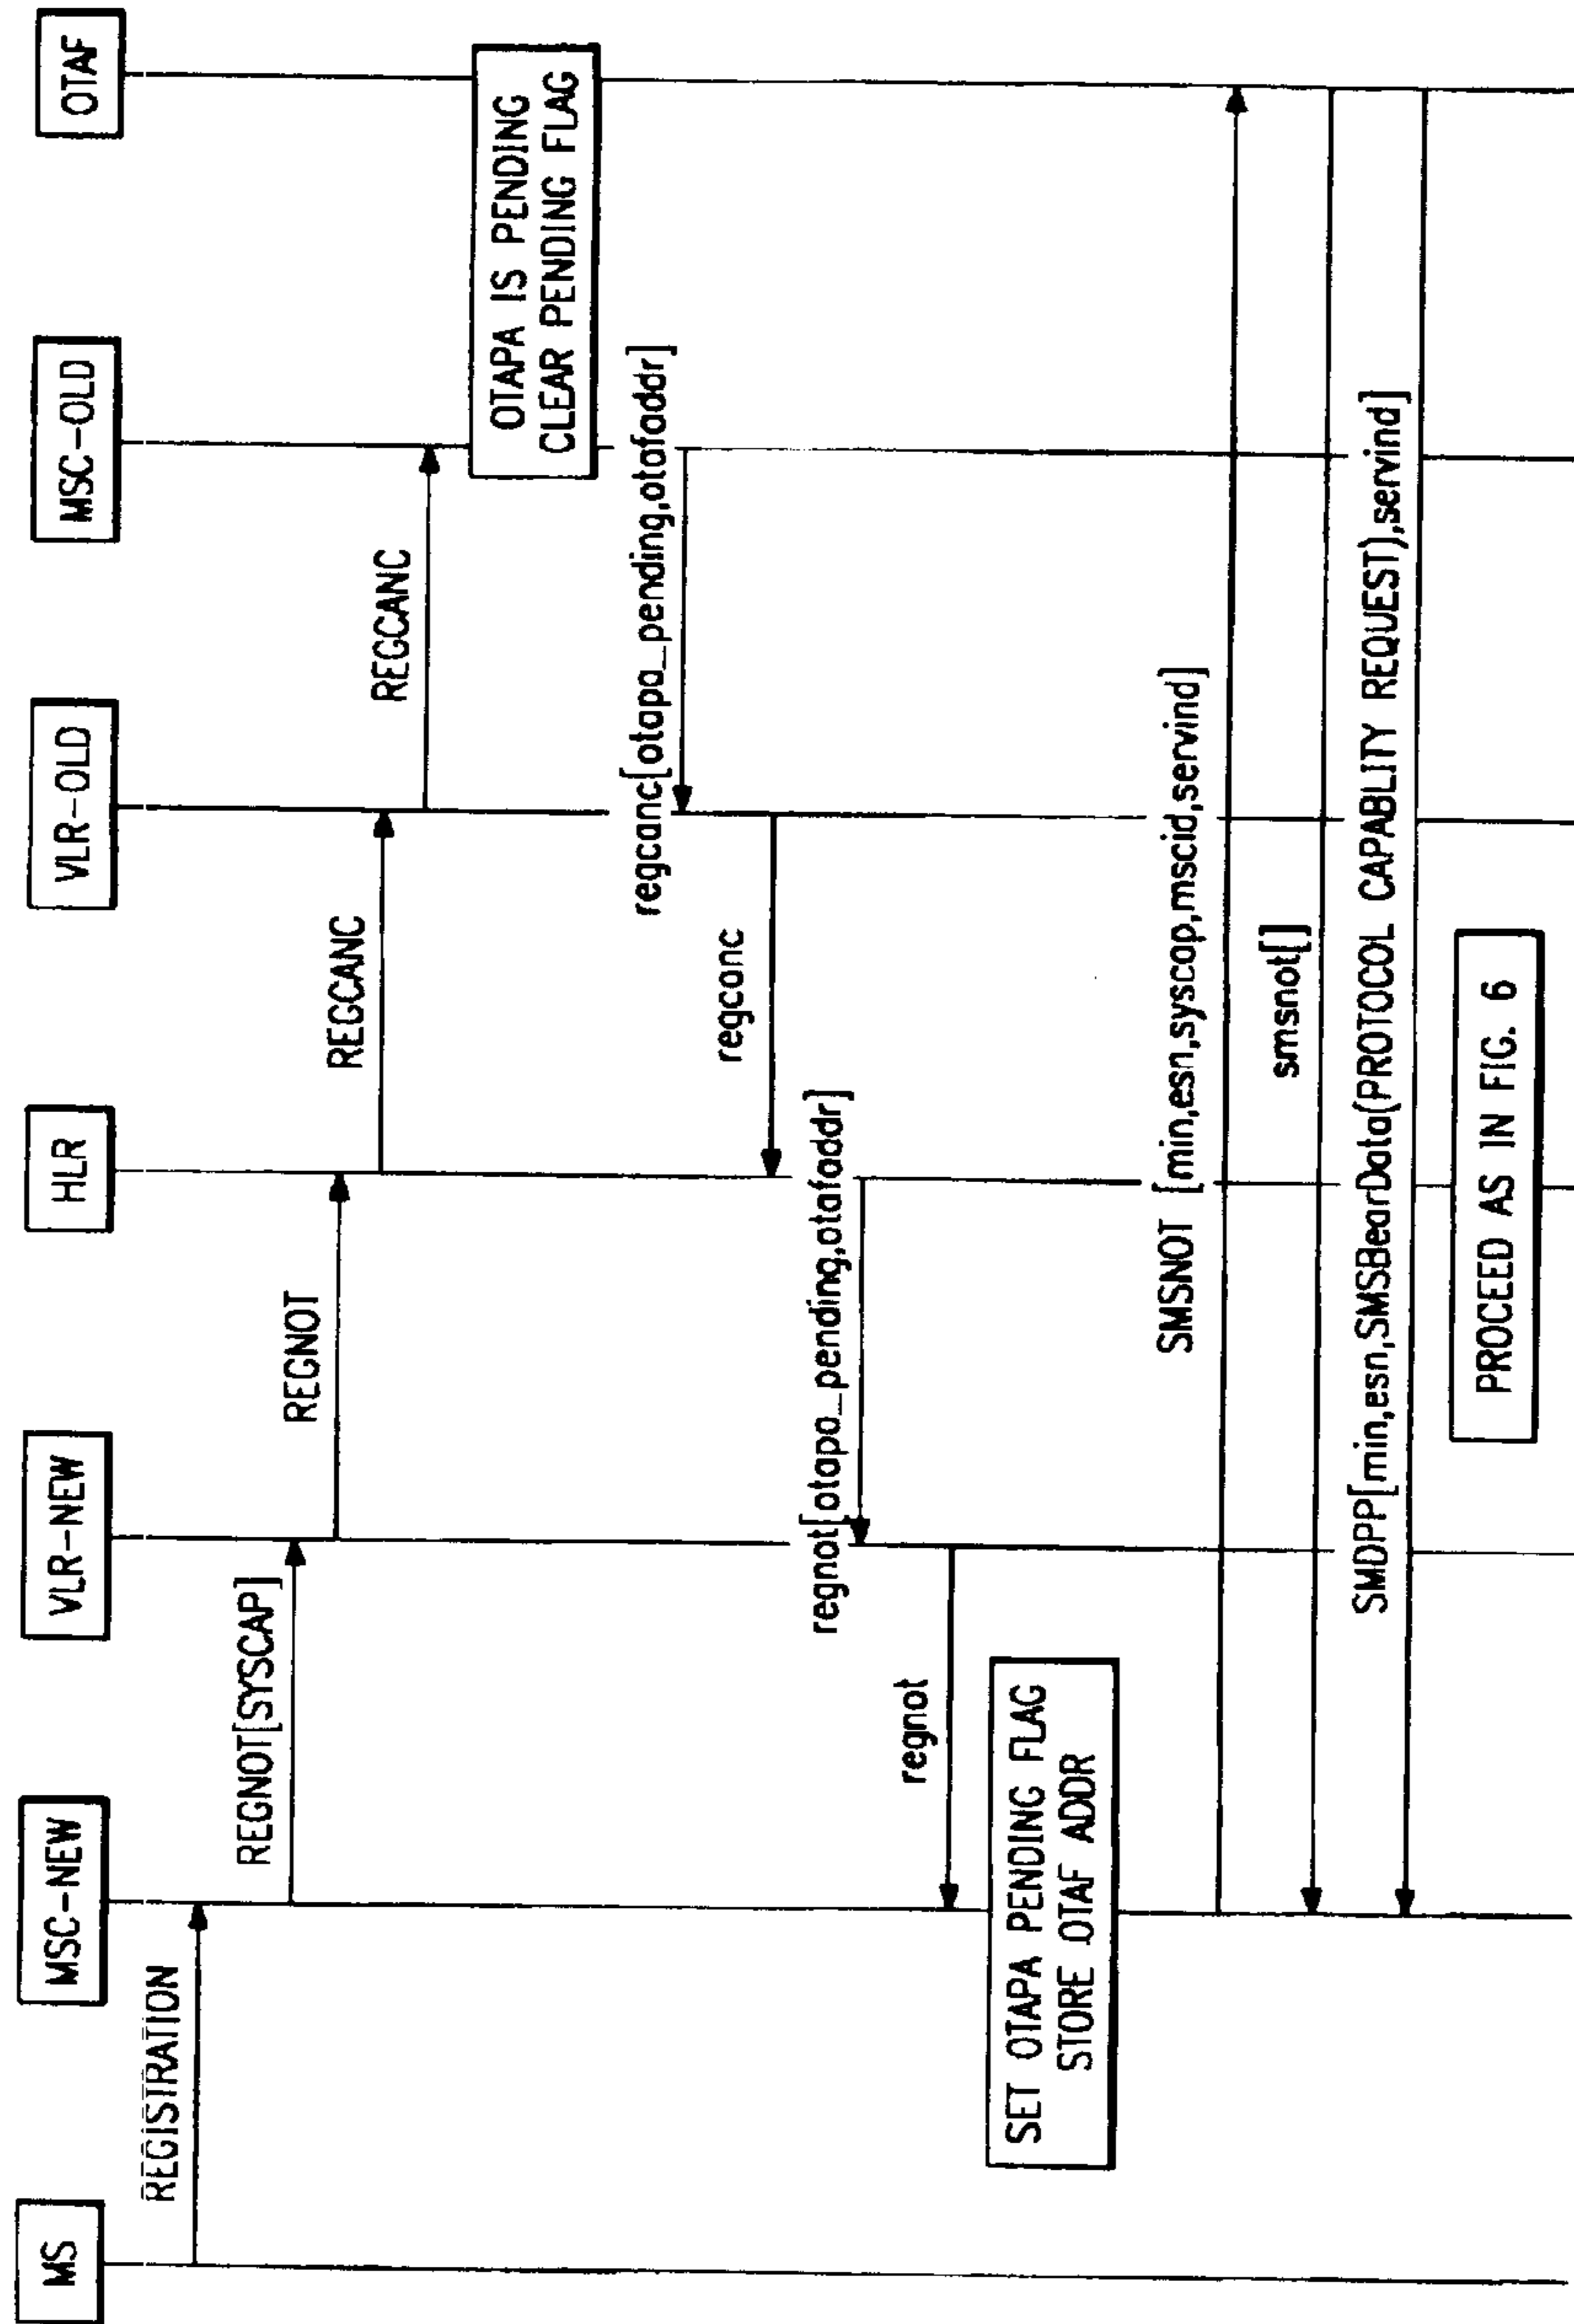 MS
MSC-NEW
VLR-NEW
HLR
VLR-OLD
MSC-OLD
OTAF
REGISTRATION
REGNOT[SYSCAP]
REGNOT
REGCANC
REGCANC
OTAPA IS PENDING
CLEAR PENDING FLAG
regcanc[otapa_pending,otafaddr]
regcanc
regnot[otapa_pending,otafaddr]
regnot
SET OTAPA PENDING FLAG
STORE OTAF ADDR
SMSNOT [min,esn,syscap,mscid,servind]
smsnot[]
SMDPP[min,esn,SMSBearData(PROTOCOL CAPABLITY REQUEST),servind]
PROCEED AS IN FIG. 6